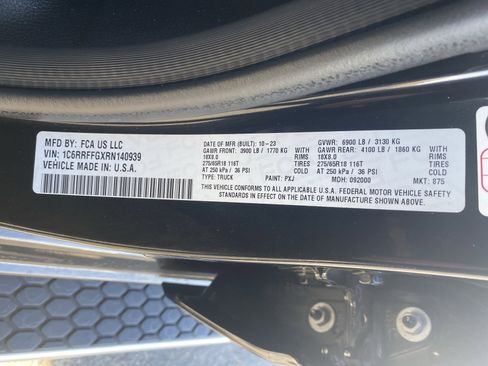 MFD BY: FCA US LLC
VIN: 1C6RRFFGXRN140939
VEHICLE MADE IN U.S.A.
DATE OF MFR (BUILT): 10-23
GAWR FRONT: 3900 LB / 1770 KG
18X8.0 RIMS
275/65R18 116T TIRES
AT 250 kPa / 36 PSI COLD
TYPE: TRUCK PAINT: PXJ
GVWR: 6900 LB / 3130 KG
GAWR REAR: 4100 LB / 1860 KG
18X8.0 RIMS
275/65R18 116T TIRES
AT 250 kPa / 36 PSI COLD
MDH: 092000 MKT: 875
THIS VEHICLE CONFORMS TO ALL APPLICABLE U.S.A. FEDERAL MOTOR VEHICLE SAFETY
STANDARDS IN EFFECT ON THE DATE OF MANUFACTURE SHOWN ABOVE.